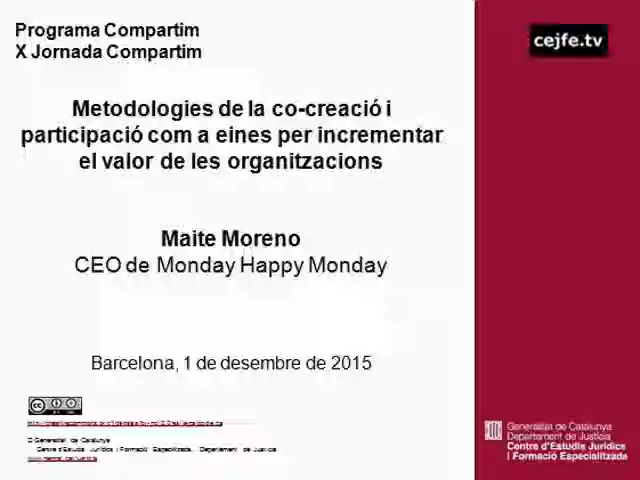 Programa Compartim
X Jornada Compartim
cejfe.tv
Metodologies de la co-creació i
participació com a eines per incrementar
el valor de les organitzacions
Maite Moreno
CEO de Monday Happy Monday
Barcelona, 1 de desembre de 2015
cc
© Generalitat de Catalunya
Centre d'Estudis Jurídics i Formació Especialitzada. Departament de Justícia
Generalitat de Catalunya
Departament de Justícia
Centre d'Estudis Jurídics
i Formació Especialitzada